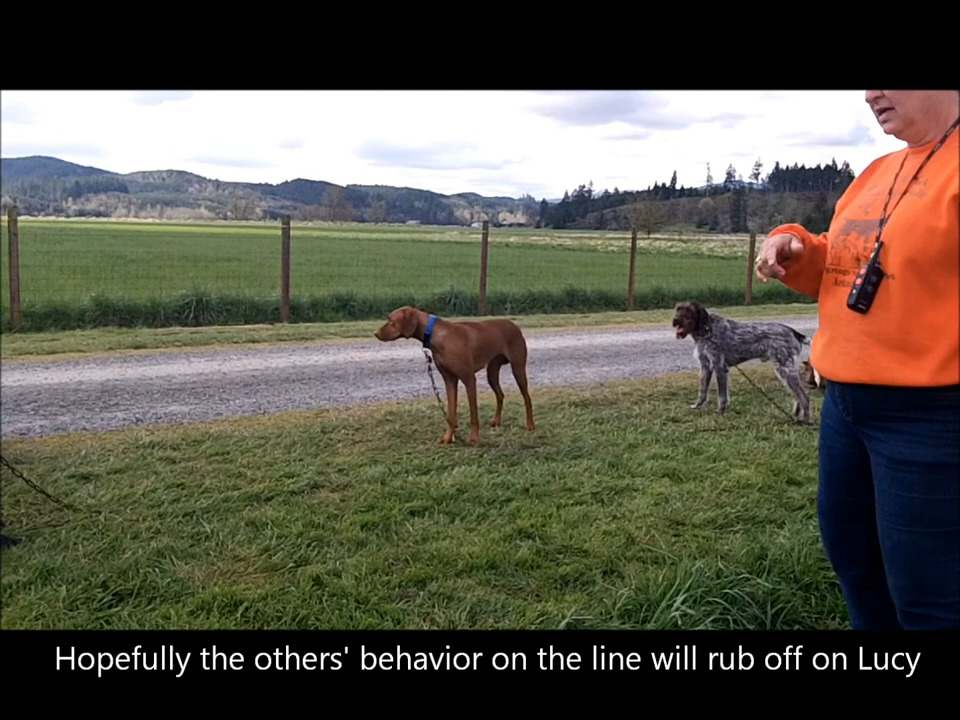 Hopefully the others' behavior on the line will rub off on Lucy